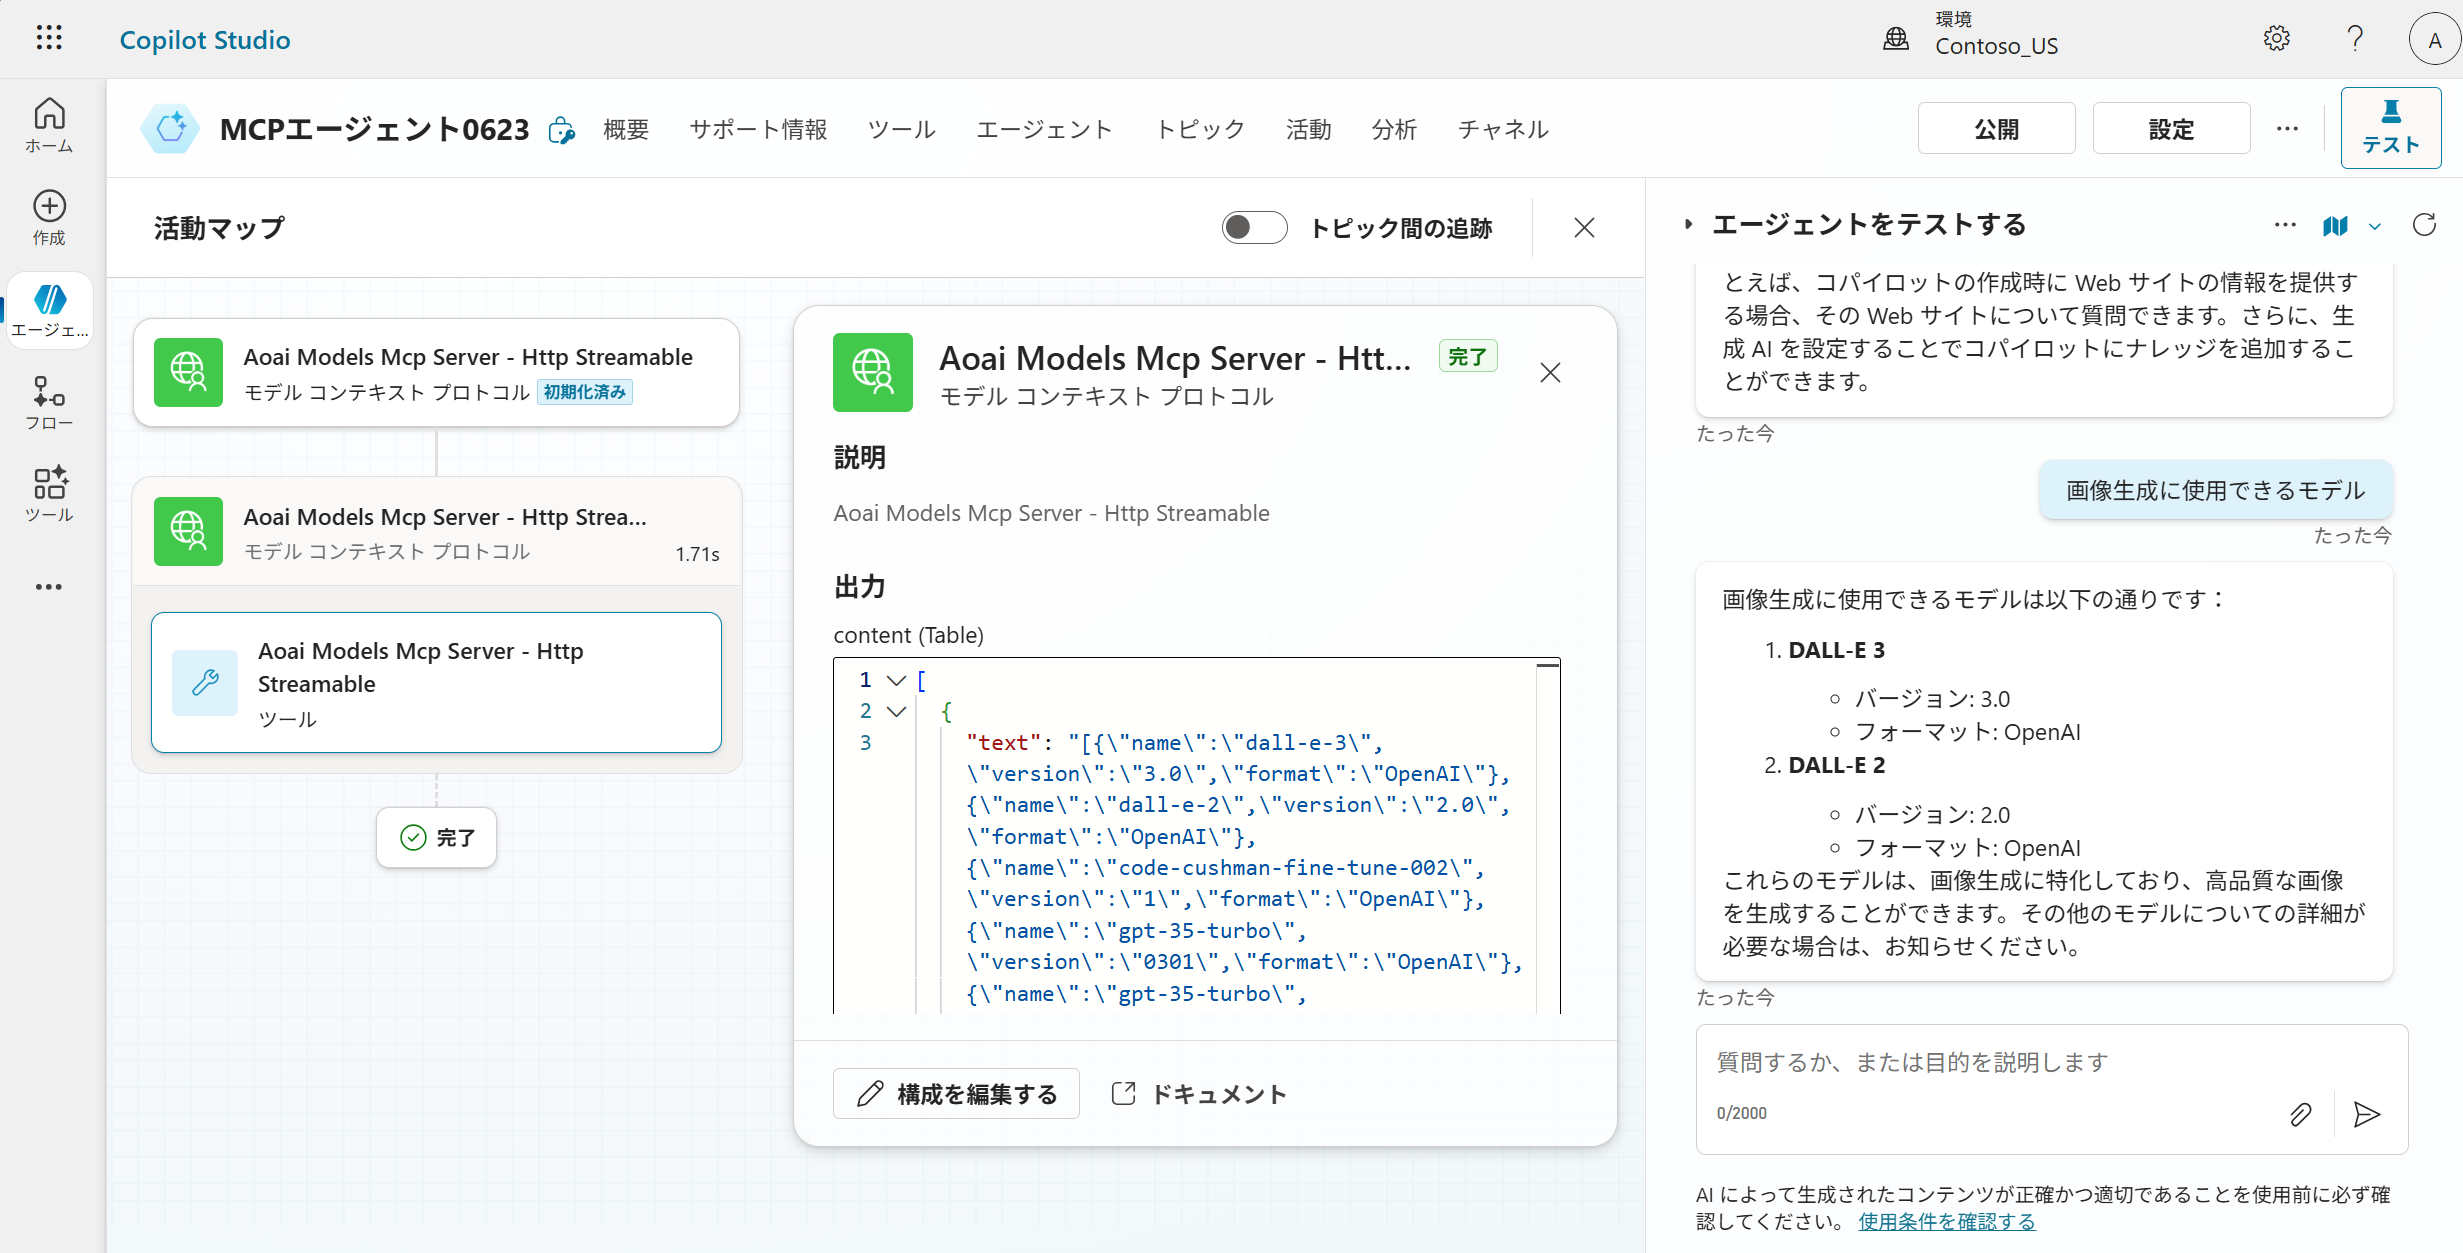 Copilot Studio
環境
Contoso_US
A
ホーム
作成
エージェ...
フロー
ツール
MCPエージェント0623
概要
サポート情報
ツール
エージェント
トピック
活動
分析
チャネル
公開
設定
テスト
活動マップ
トピック間の追跡
Aoai Models Mcp Server - Http Streamable
モデル コンテキスト プロトコル 初期化済み
Aoai Models Mcp Server - Http Strea...
モデル コンテキスト プロトコル
1.71s
Aoai Models Mcp Server - Http
Streamable
ツール
完了
Aoai Models Mcp Server - Htt... 完了
モデル コンテキスト プロトコル
説明
Aoai Models Mcp Server - Http Streamable
出力
content (Table)
1 [
2 {
3 "text": "[{\"name\":\"dall-e-3\",
\"version\":\"3.0\",\"format\":\"OpenAI\"},
{\"name\":\"dall-e-2\",\"version\":\"2.0\",
\"format\":\"OpenAI\"},
{\"name\":\"code-cushman-fine-tune-002\",
\"version\":\"1\",\"format\":\"OpenAI\"},
{\"name\":\"gpt-35-turbo\",
\"version\":\"0301\",\"format\":\"OpenAI\"},
{\"name\":\"gpt-35-turbo\",
構成を編集する
ドキュメント
エージェントをテストする
とえば、コパイロットの作成時に Web サイトの情報を提供す
る場合、その Web サイトについて質問できます。さらに、生
成 AI を設定することでコパイロットにナレッジを追加するこ
とができます。
たった今
画像生成に使用できるモデル
たった今
画像生成に使用できるモデルは以下の通りです：
1. DALL-E 3
バージョン: 3.0
フォーマット: OpenAI
2. DALL-E 2
バージョン: 2.0
フォーマット: OpenAI
これらのモデルは、画像生成に特化しており、高品質な画像
を生成することができます。その他のモデルについての詳細が
必要な場合は、お知らせください。
たった今
質問するか、または目的を説明します
0/2000
AI によって生成されたコンテンツが正確かつ適切であることを使用前に必ず確
認してください。 使用条件を確認する